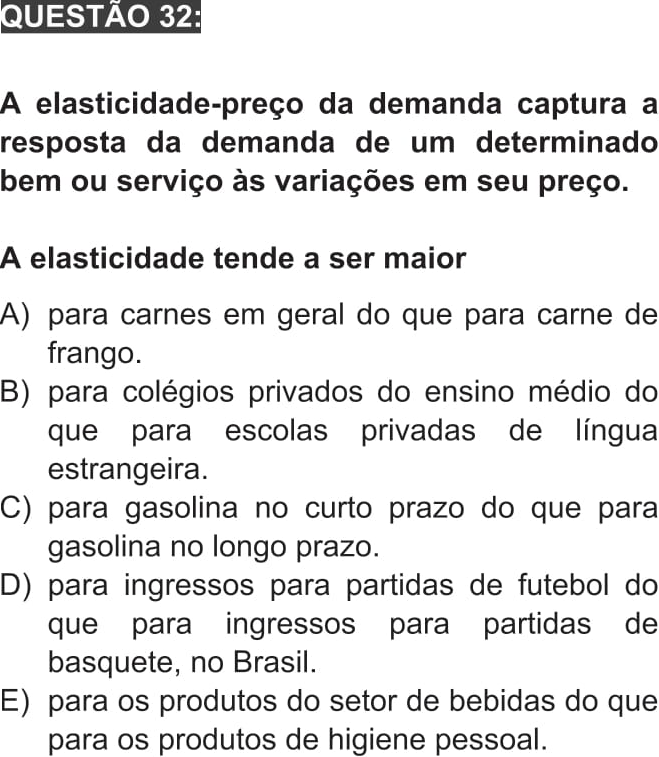 QUESTÃO 32:
A elasticidade-preço da demanda captura a
resposta da demanda de um determinado
bem ou serviço às variações em seu preço.
A elasticidade tende a ser maior
A) para carnes em geral do que para carne de
frango.
B) para colégios privados do ensino médio do
que para escolas privadas de língua
estrangeira.
C) para gasolina no curto prazo do que para
gasolina no longo prazo.
D) para ingressos para partidas de futebol do
que para ingressos para partidas de
basquete, no Brasil.
E) para os produtos do setor de bebidas do que
para os produtos de higiene pessoal.